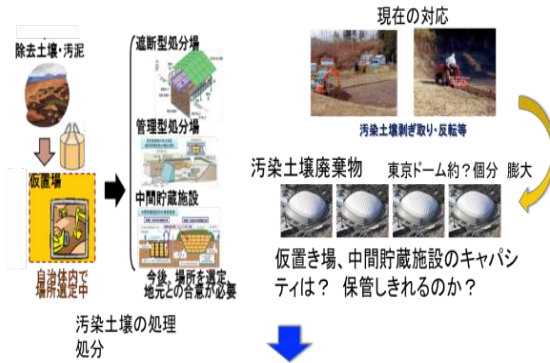 除去土壌・汚泥
仮置場
自治体内で
場所選定中
遮断型処分場
管理型処分場
中間貯蔵施設
今後、場所を選定
地元との合意が必要
汚染土壌の処理
処分
現在の対応
汚染土壌剥ぎ取り・反転等
汚染土壌廃棄物
東京ドーム約?個分 膨大
仮置き場、中間貯蔵施設のキャパシ
ティは? 保管しきれるのか?